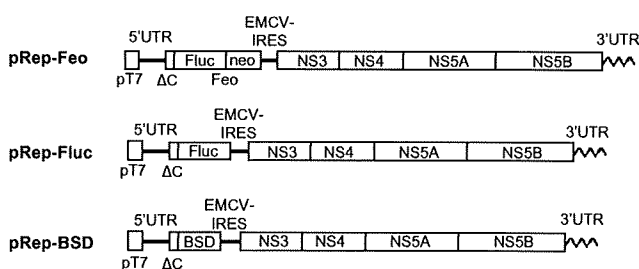 EMCV-
5'UTR IRES 3'UTR
pRep-Feo Fluc neo NS3 NS4 NS5A NS5B
pT7 ΔC Feo
EMCV-
5'UTR IRES 3'UTR
pRep-Fluc Fluc NS3 NS4 NS5A NS5B
pT7 ΔC
EMCV-
5'UTR IRES 3'UTR
pRep-BSD BSD NS3 NS4 NS5A NS5B
pT7 ΔC